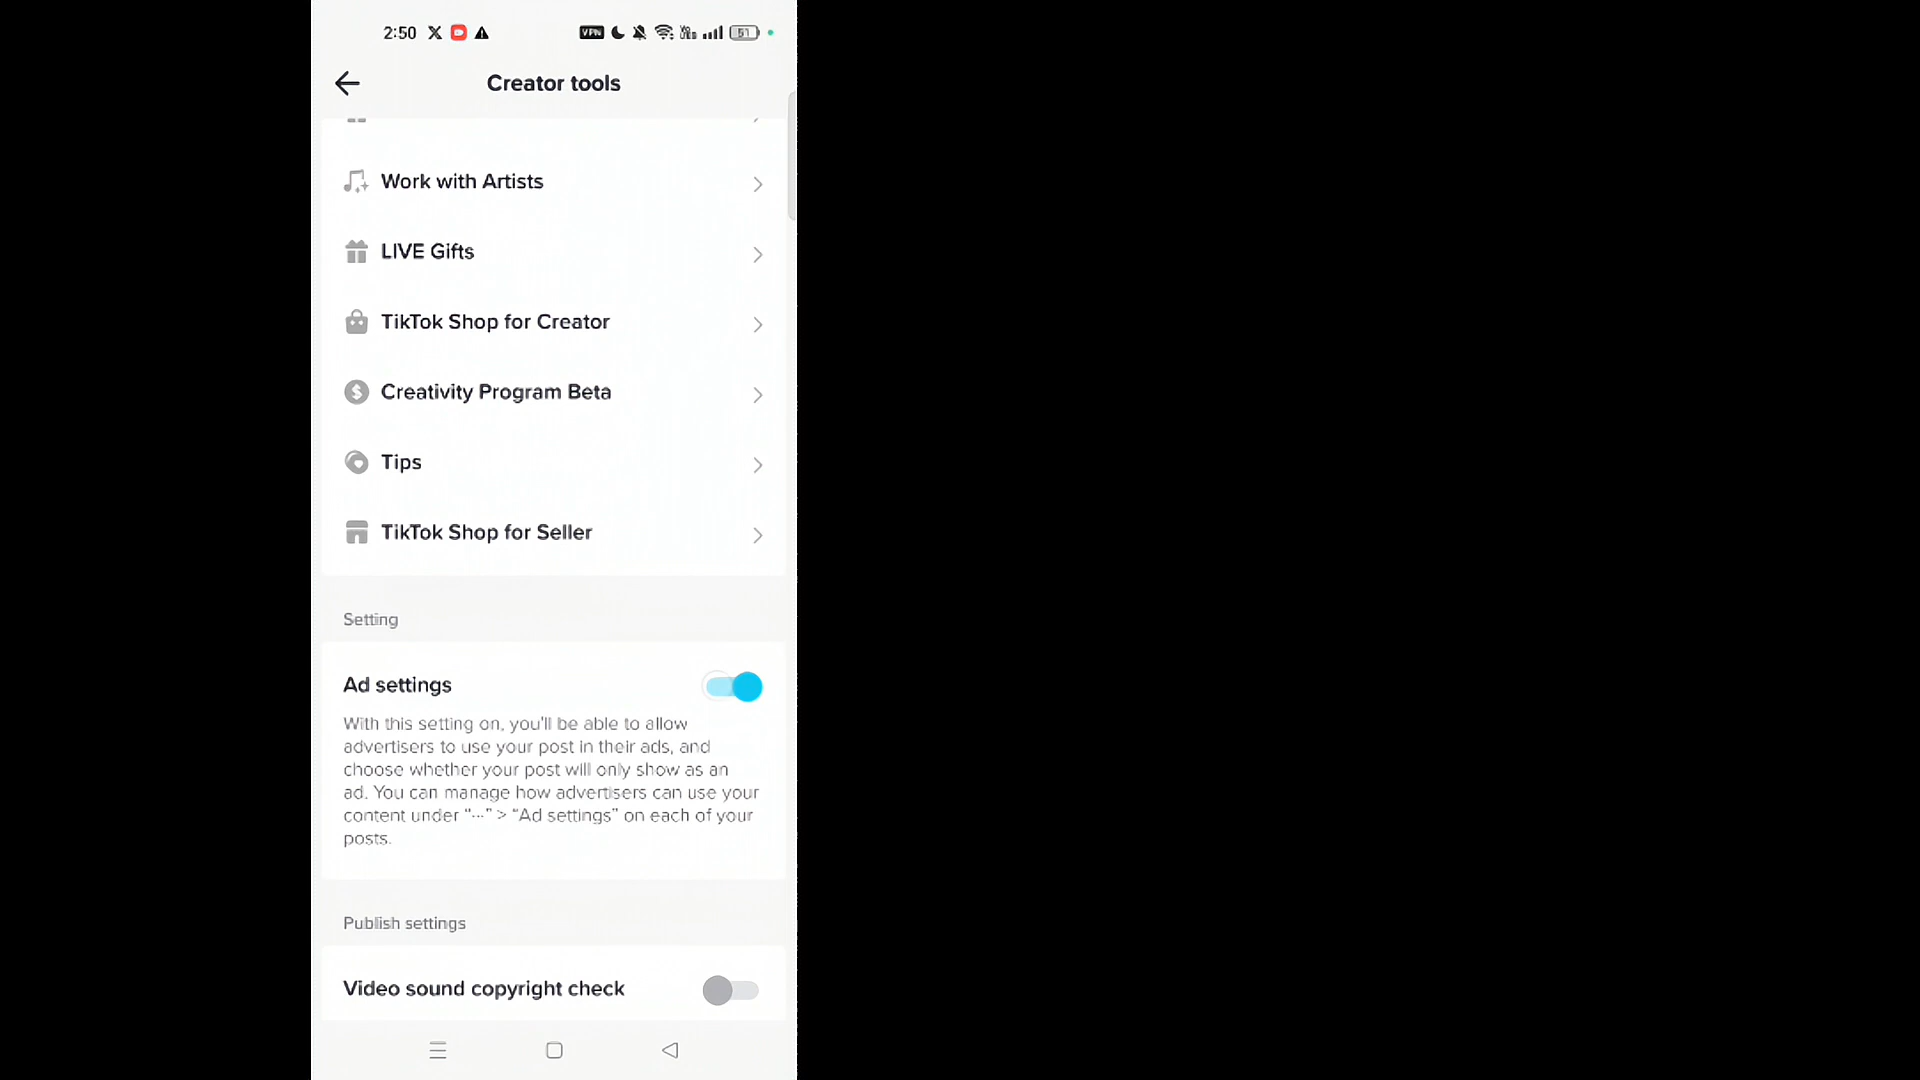 2:50 X VPN 51
Creator tools
Work with Artists
LIVE Gifts
TikTok Shop for Creator
Creativity Program Beta
Tips
TikTok Shop for Seller
Setting
Ad settings
With this setting on, you'll be able to allow
advertisers to use your post in their ads, and
choose whether your post will only show as an
ad. You can manage how advertisers can use your
content under “···” > “Ad settings” on each of your
posts.
Publish settings
Video sound copyright check